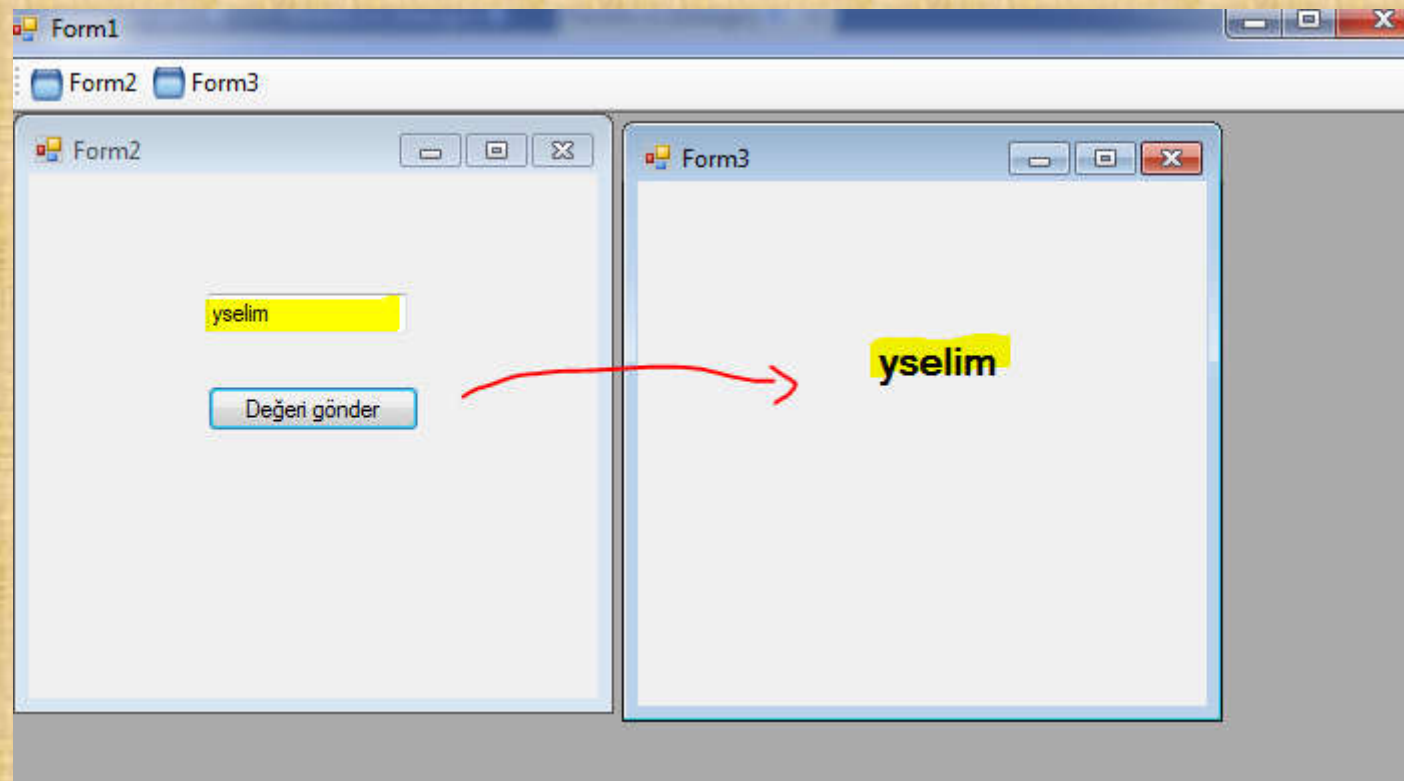 Form1
Form2 Form3
Form2
yselim
Değeri gönder
Form3
yselim